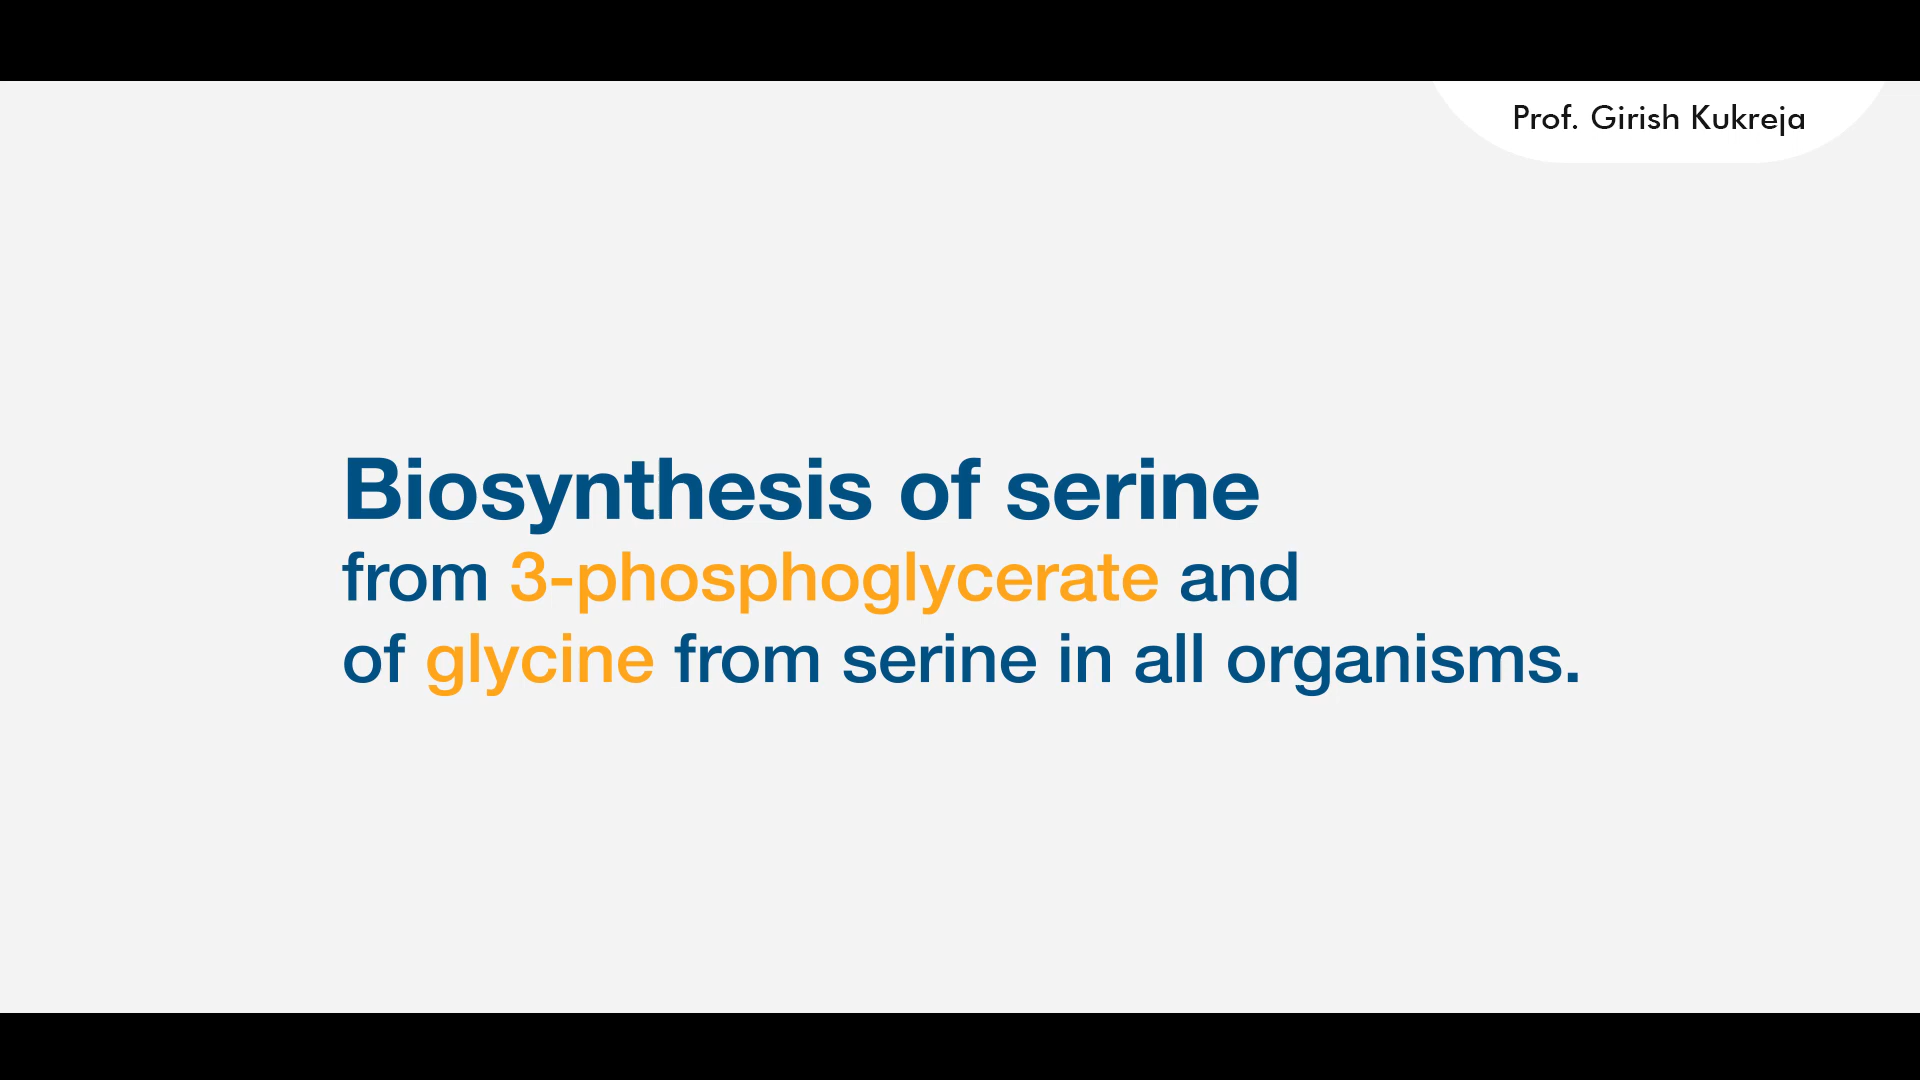 Prof. Girish Kukreja
Biosynthesis of serine
from 3-phosphoglycerate and
of glycine from serine in all organisms.